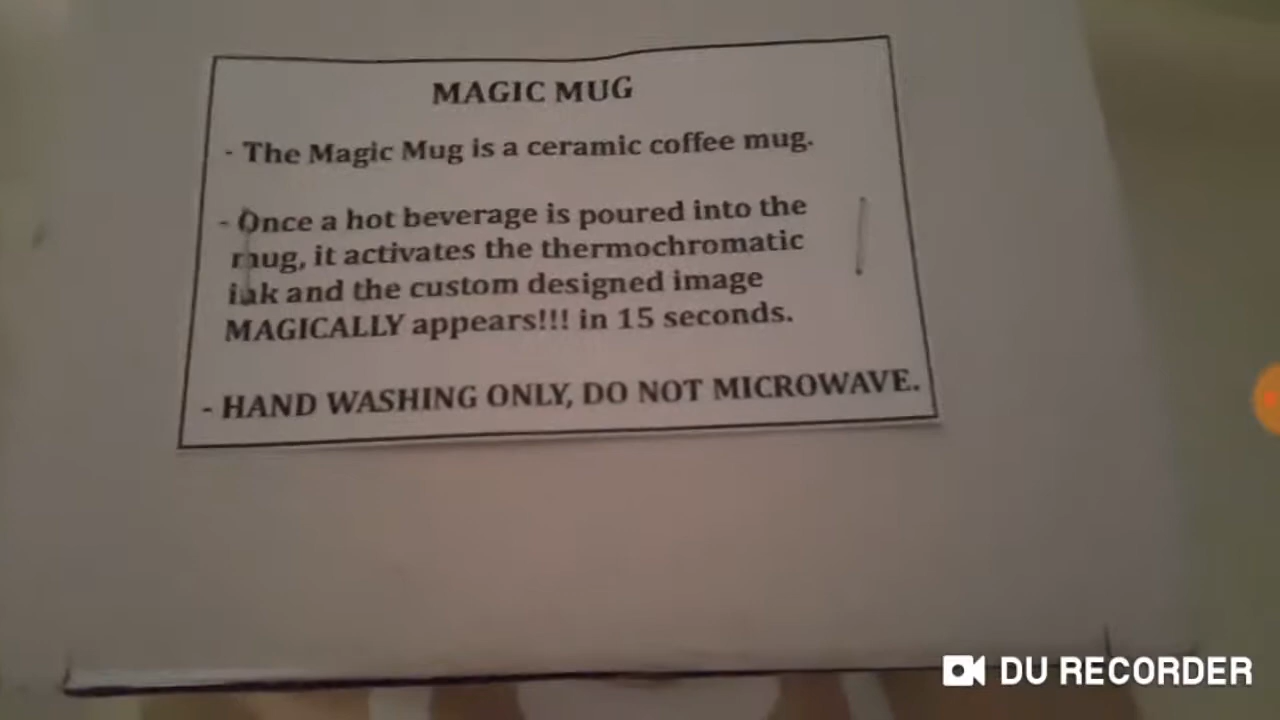 MAGIC MUG
- The Magic Mug is a ceramic coffee mug.
- Once a hot beverage is poured into the
mug, it activates the thermochromatic
ink and the custom designed image
MAGICALLY appears!!! in 15 seconds.
- HAND WASHING ONLY, DO NOT MICROWAVE.
DU RECORDER